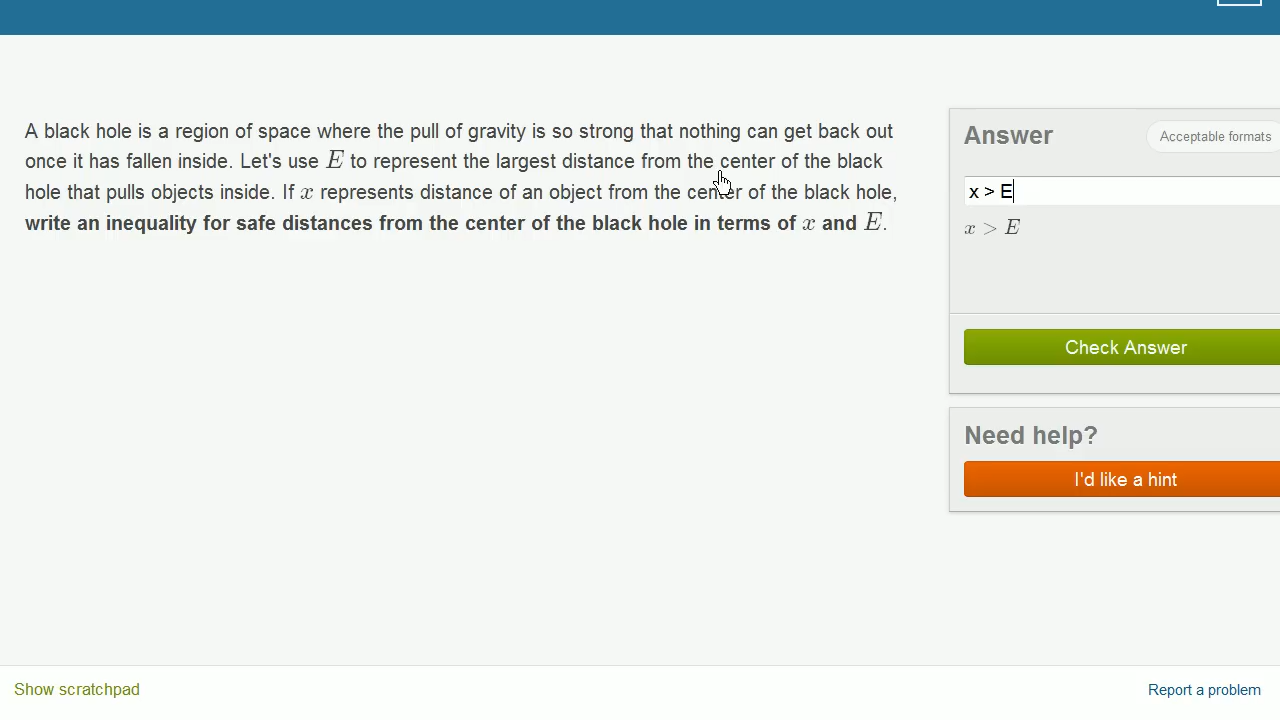 A black hole is a region of space where the pull of gravity is so strong that nothing can get back out
once it has fallen inside. Let's use E to represent the largest distance from the center of the black
hole that pulls objects inside. If x represents distance of an object from the center of the black hole,
write an inequality for safe distances from the center of the black hole in terms of x and E.
Answer
Acceptable formats
x > E
x > E
Check Answer
Need help?
I'd like a hint
Show scratchpad
Report a problem